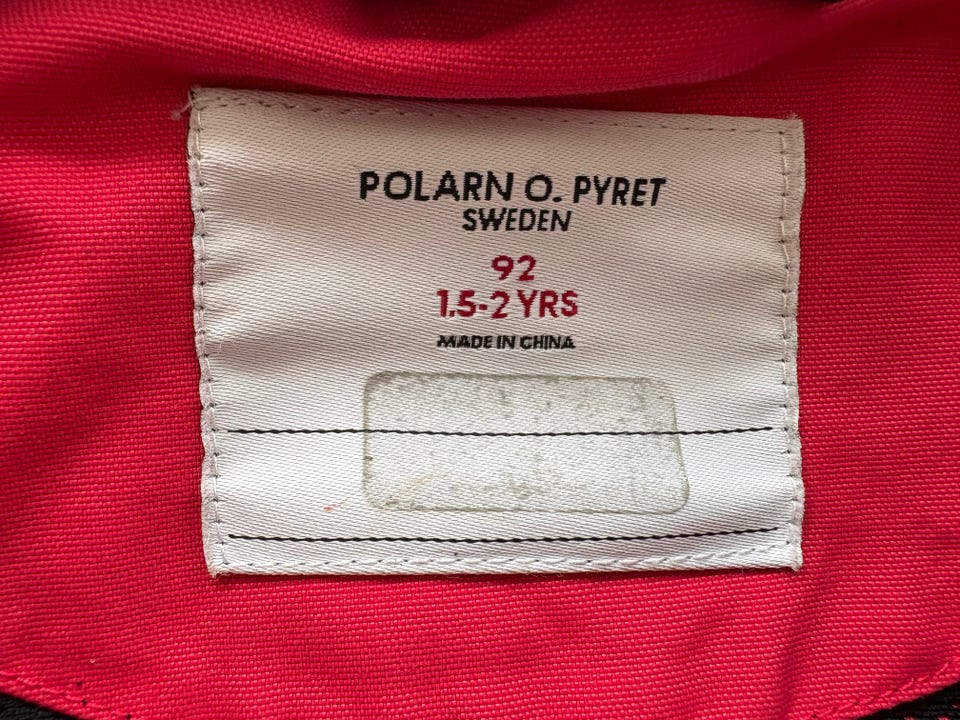 POLARN O. PYRET
SWEDEN
92
1.5-2 YRS
MADE IN CHINA